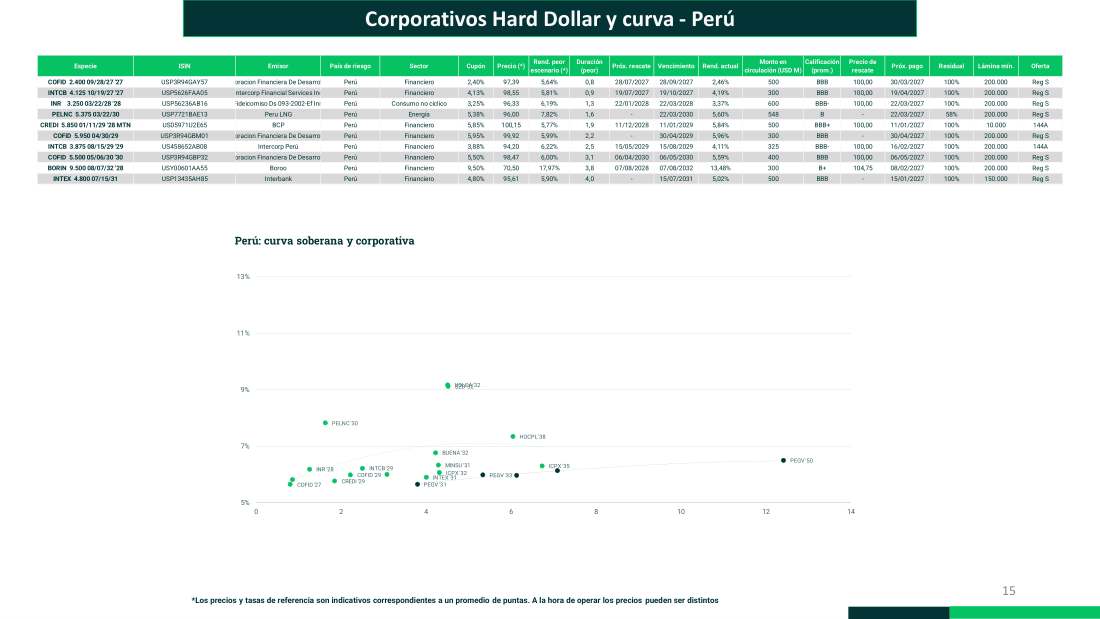 Corporativos Hard Dollar y curva - Perú
Especie ISIN Emisor País de riesgo Sector Cupón Precio (*) Rend. peor escenario (*) Duración (peor) Próx. rescate Vencimiento Rend. actual Monto en circulación (USD M) Calificación (prom.) Precio de rescate Próx. pago Residual Lámina mín. Oferta
COFID 2.400 09/28/27 '27 USP3R94GAY57 oracion Financiera De Desarro Perú Financiero 2,40% 97,39 5,64% 0,8 28/07/2027 28/09/2027 2,46% 500 BBB 100,00 30/03/2027 100% 200.000 Reg S
INTCB 4.125 10/19/27 '27 USP5626FAA05 ntercorp Financial Services In Perú Financiero 4,13% 98,55 5,81% 0,9 19/07/2027 19/10/2027 4,19% 300 BBB 100,00 19/04/2027 100% 200.000 Reg S
INR 3.250 03/22/28 '28 USP56236AB16 ideicomiso Ds 093-2002-Ef In Perú Consumo no cíclico 3,25% 96,33 6,19% 1,3 22/01/2028 22/03/2028 3,37% 600 BBB- 100,00 22/03/2027 100% 200.000 Reg S
PELNC 5.375 03/22/30 USP7721BAE13 Peru LNG Perú Energía 5,38% 96,00 7,82% 1,6 - 22/03/2030 5,60% 548 B - 22/03/2027 58% 200.000 Reg S
CREDI 5.850 01/11/29 '28 MTN US05971U2E65 BCP Perú Financiero 5,85% 100,15 5,77% 1,9 11/12/2028 11/01/2029 5,84% 500 BBB+ 100,00 11/01/2027 100% 10.000 144A
COFID 5.950 04/30/29 USP3R94GBM01 oracion Financiera De Desarro Perú Financiero 5,95% 99,92 5,99% 2,2 - 30/04/2029 5,96% 300 BBB - 30/04/2027 100% 200.000 Reg S
INTCB 3.875 08/15/29 '29 US458652AB08 Intercorp Perú Perú Financiero 3,88% 94,20 6,22% 2,5 15/05/2029 15/08/2029 4,11% 325 BBB- 100,00 16/02/2027 100% 200.000 144A
COFID 5.500 05/06/30 '30 USP3R94GBP32 oracion Financiera De Desarro Perú Financiero 5,50% 98,47 6,00% 3,1 06/04/2030 06/05/2030 5,59% 400 BBB 100,00 06/05/2027 100% 200.000 Reg S
BORIN 9.500 08/07/32 '28 USY00601AA55 Boroo Perú Financiero 9,50% 70,50 17,97% 3,8 07/08/2028 07/08/2032 13,48% 300 B+ 104,75 08/02/2027 100% 200.000 Reg S
INTEX 4.800 07/15/31 USP13435AH85 Interbank Perú Financiero 4,80% 95,61 5,90% 4,0 - 15/07/2031 5,02% 500 BBB - 15/01/2027 100% 150.000 Reg S
Perú: curva soberana y corporativa
13%
11%
9%
PELNC'30
HOCPL'38
7%
BUENA'32
PEGV'50
INR'28
INTCB'29
MINSU'31
ICPX'35
COFID'29
ICPX'32
PEGV'33
COFID'27
CREDI'29
INTEX'31
PEGV'31
5%
0 2 4 6 8 10 12 14
15
*Los precios y tasas de referencia son indicativos correspondientes a un promedio de puntas. A la hora de operar los precios pueden ser distintos